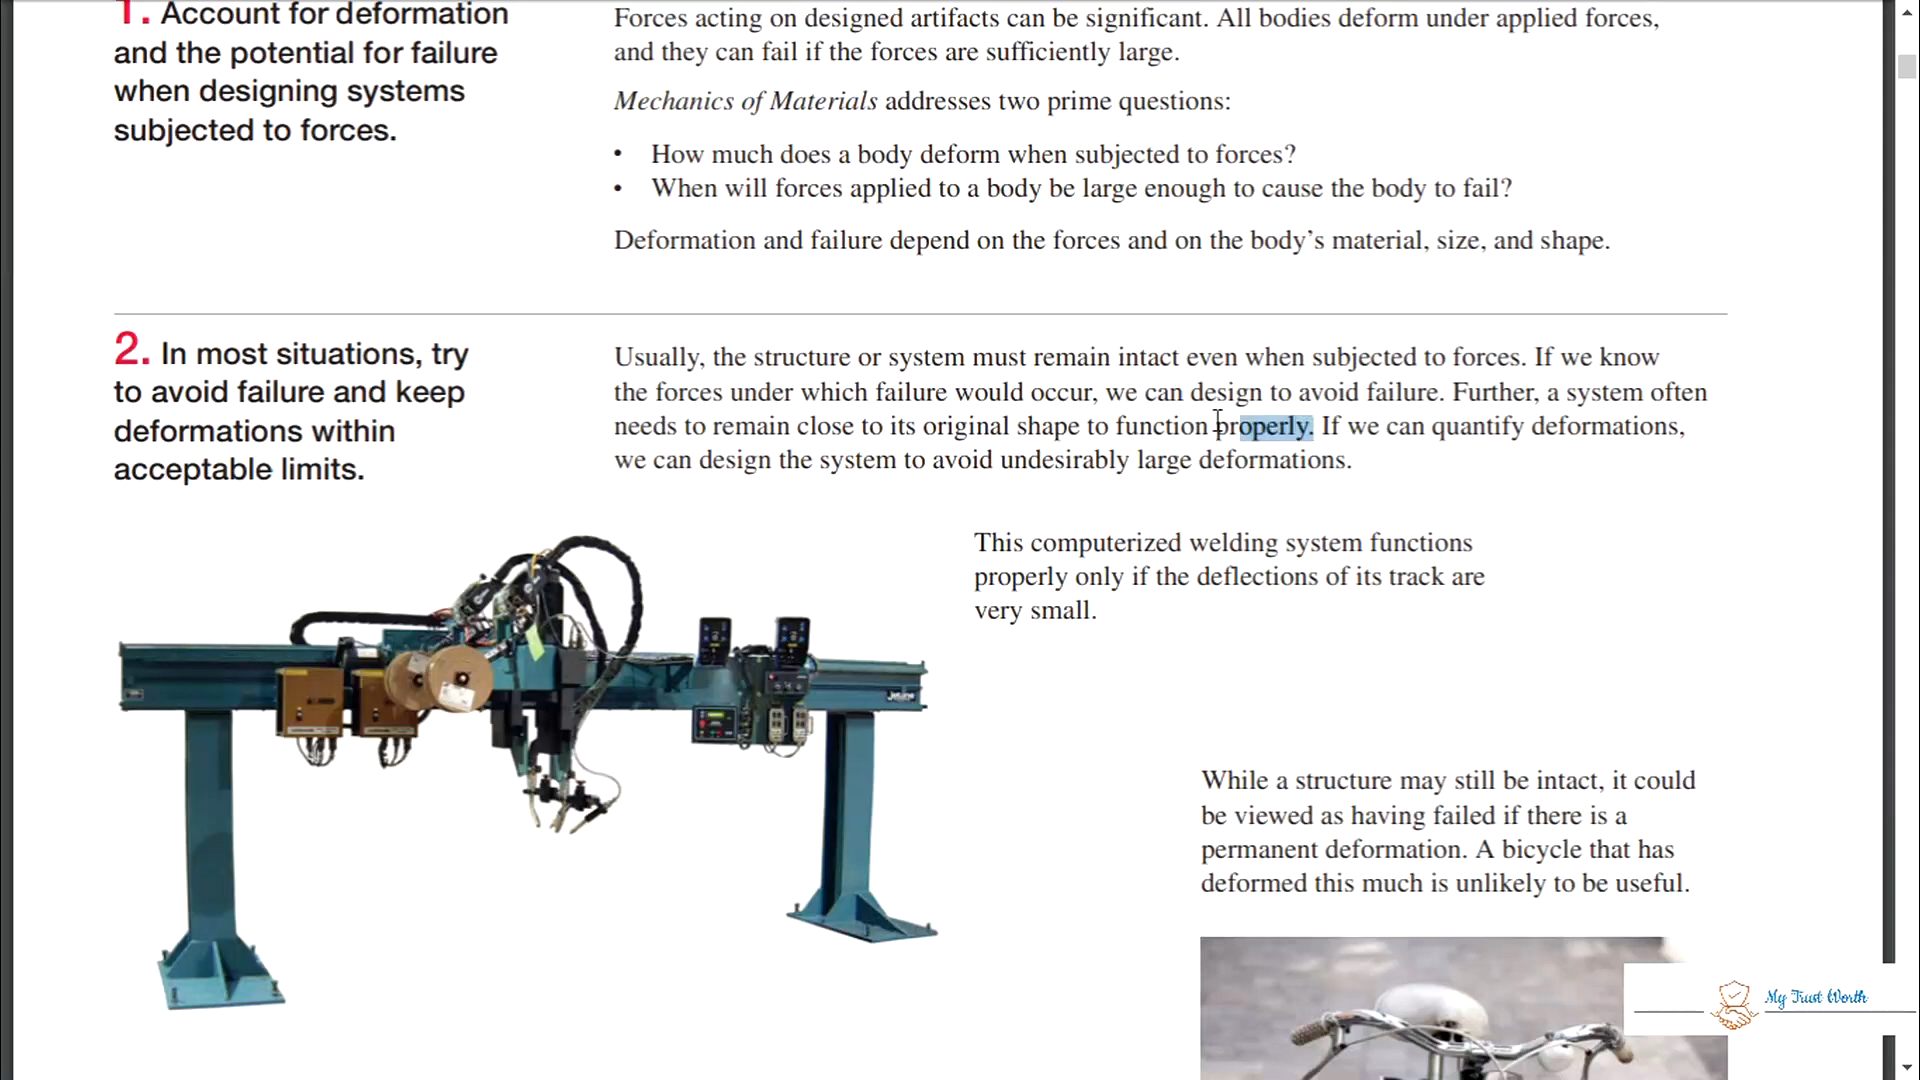 1. Account for deformation
and the potential for failure
when designing systems
subjected to forces.
Forces acting on designed artifacts can be significant. All bodies deform under applied forces,
and they can fail if the forces are sufficiently large.
Mechanics of Materials addresses two prime questions:
• How much does a body deform when subjected to forces?
• When will forces applied to a body be large enough to cause the body to fail?
Deformation and failure depend on the forces and on the body's material, size, and shape.
2. In most situations, try
to avoid failure and keep
deformations within
acceptable limits.
Usually, the structure or system must remain intact even when subjected to forces. If we know
the forces under which failure would occur, we can design to avoid failure. Further, a system often
needs to remain close to its original shape to function properly. If we can quantify deformations,
we can design the system to avoid undesirably large deformations.
This computerized welding system functions
properly only if the deflections of its track are
very small.
Jetline
While a structure may still be intact, it could
be viewed as having failed if there is a
permanent deformation. A bicycle that has
deformed this much is unlikely to be useful.
My Trust Worth